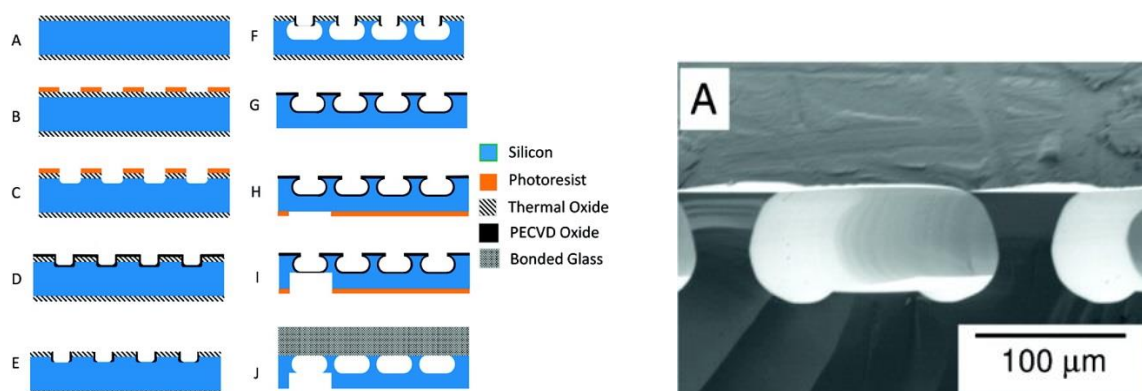 A
B
C
D
E
F
G
H
I
J
Silicon
Photoresist
Thermal Oxide
PECVD Oxide
Bonded Glass
A
100 μm